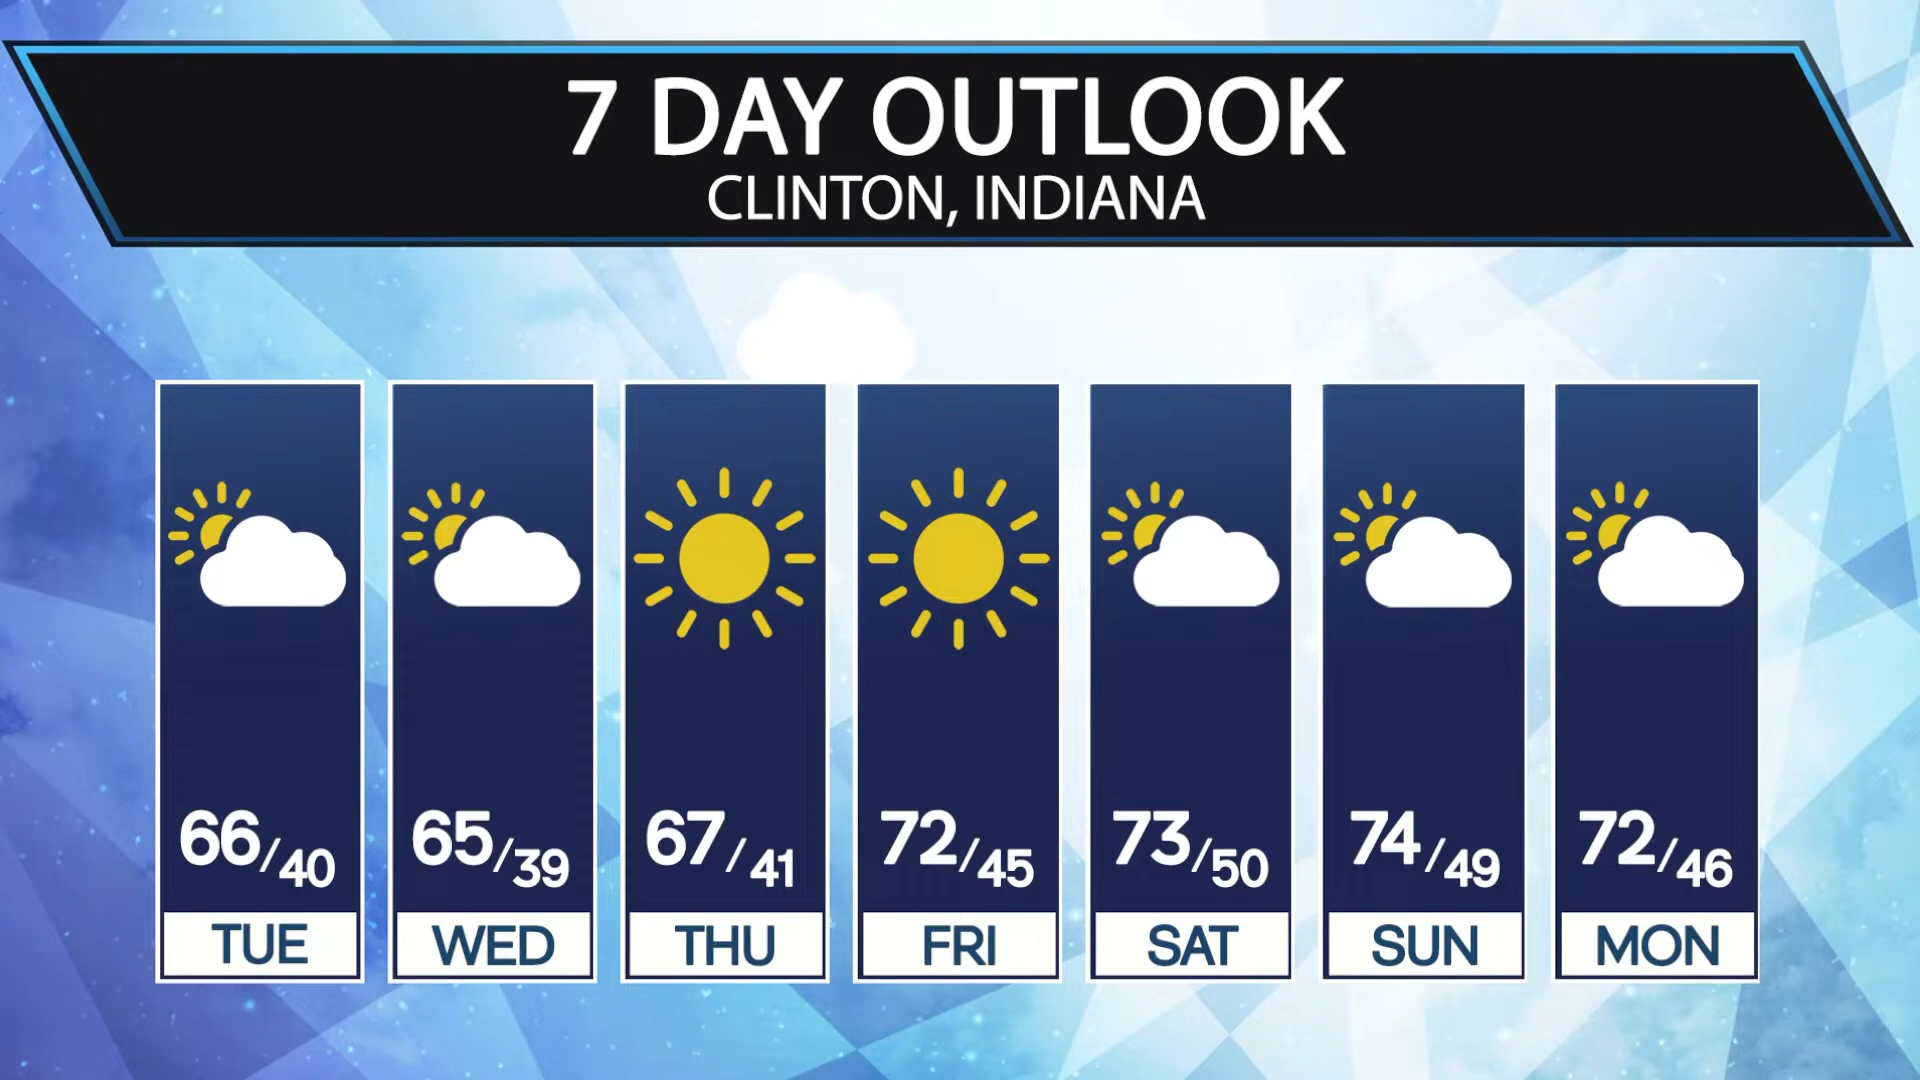 7 DAY OUTLOOK
CLINTON, INDIANA
66/40
65/39
67/41
72/45
73/50
74/49
72/46
TUE
WED
THU
FRI
SAT
SUN
MON